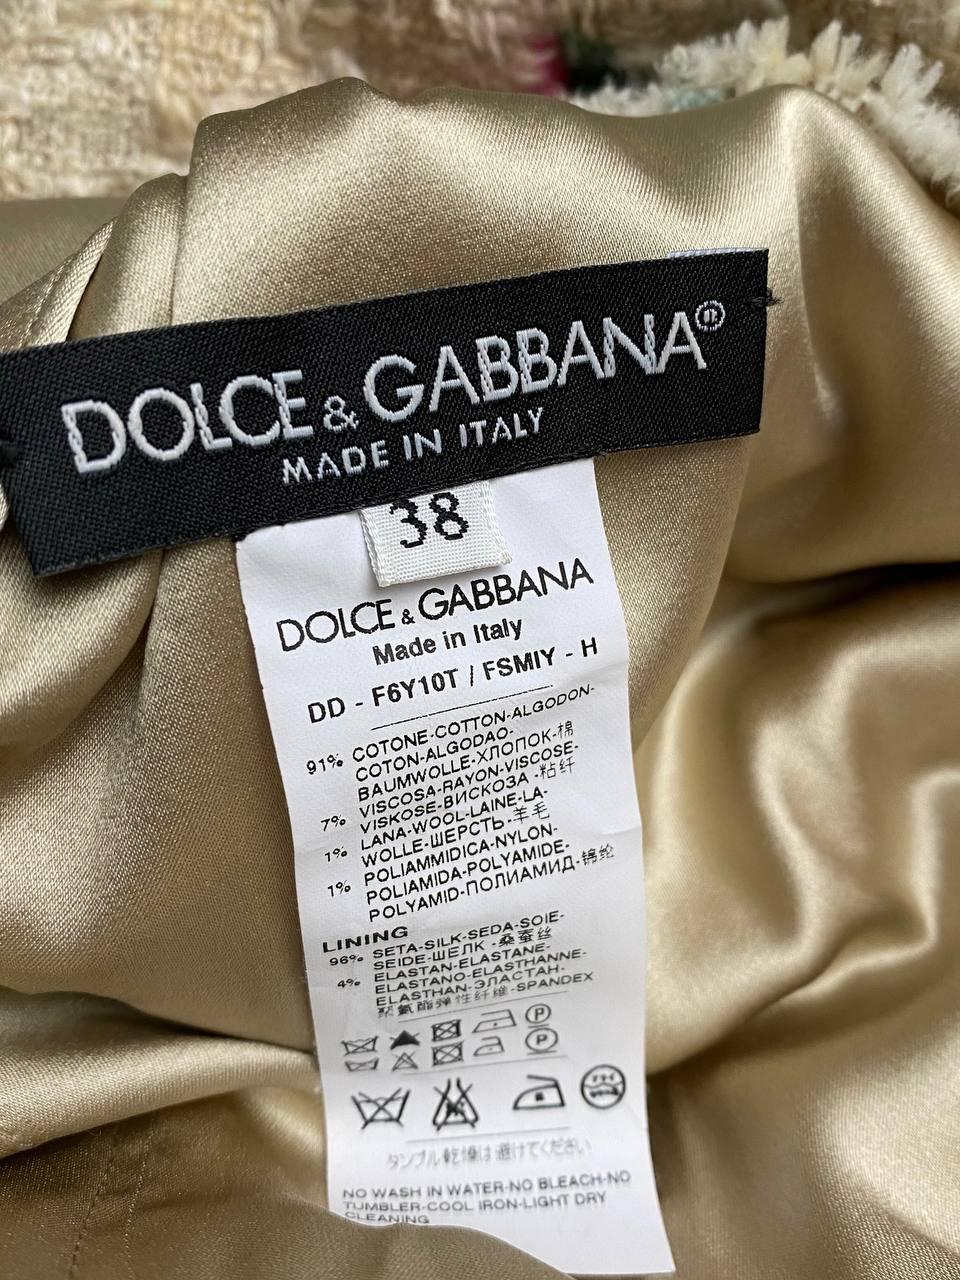 DOLCE & GABBANA®
MADE IN ITALY
38
DOLCE & GABBANA
Made in Italy
DD - F6Y10T / FSMIY - H
91% COTONE-COTTON-ALGODON-
COTON-ALGODAO-
BAUMWOLLE-ХЛОПОК-棉
7% VISCOSA-RAYON-VISCOSE-
VISKOSE-ВИСКОЗА-粘纤
1% LANA-WOOL-LAINE-LA-
WOLLE-ШЕРСТЬ-羊毛
1% POLIAMMIDICA-NYLON-
POLIAMIDA-POLYAMIDE-
POLYAMID-ПОЛИАМИД-锦纶
LINING
96% SETA-SILK-SEDA-SOIE-
SEIDE-ШЕЛК -桑蚕丝
4% ELASTAN-ELASTANE-
ELASTANO-ELASTHANNE-
ELASTHAN-ЭЛАСТАН-
聚氨酯弹性纤维-SPANDEX
P
P
ドライ
タンブル乾燥は避けてください
NO WASH IN WATER-NO BLEACH-NO
TUMBLER-COOL IRON-LIGHT DRY
CLEANING